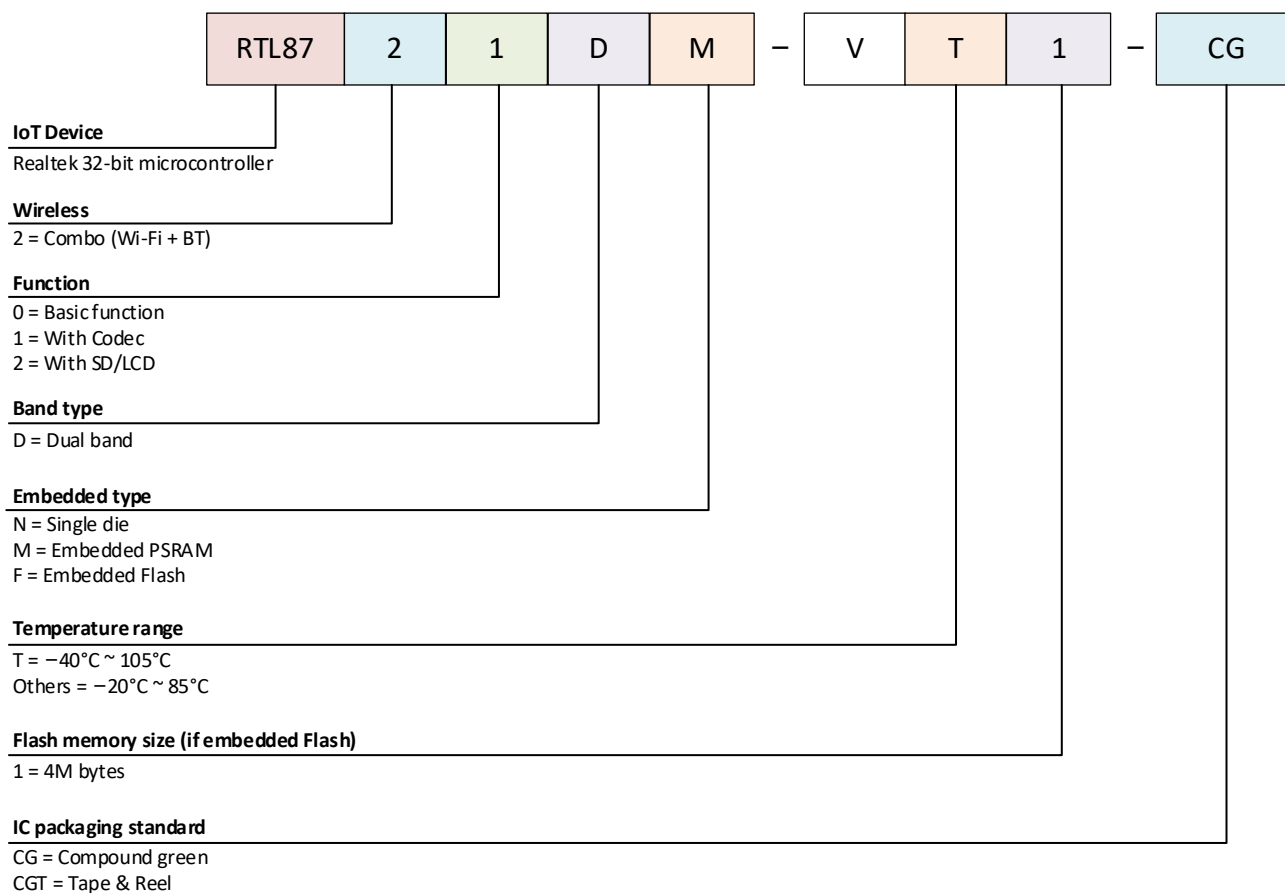 RTL87 2 1 D M – V T 1 – CG
IoT Device
Realtek 32-bit microcontroller
Wireless
2 = Combo (Wi-Fi + BT)
Function
0 = Basic function
1 = With Codec
2 = With SD/LCD
Band type
D = Dual band
Embedded type
N = Single die
M = Embedded PSRAM
F = Embedded Flash
Temperature range
T = −40°C ~ 105°C
Others = −20°C ~ 85°C
Flash memory size (if embedded Flash)
1 = 4M bytes
IC packaging standard
CG = Compound green
CGT = Tape & Reel